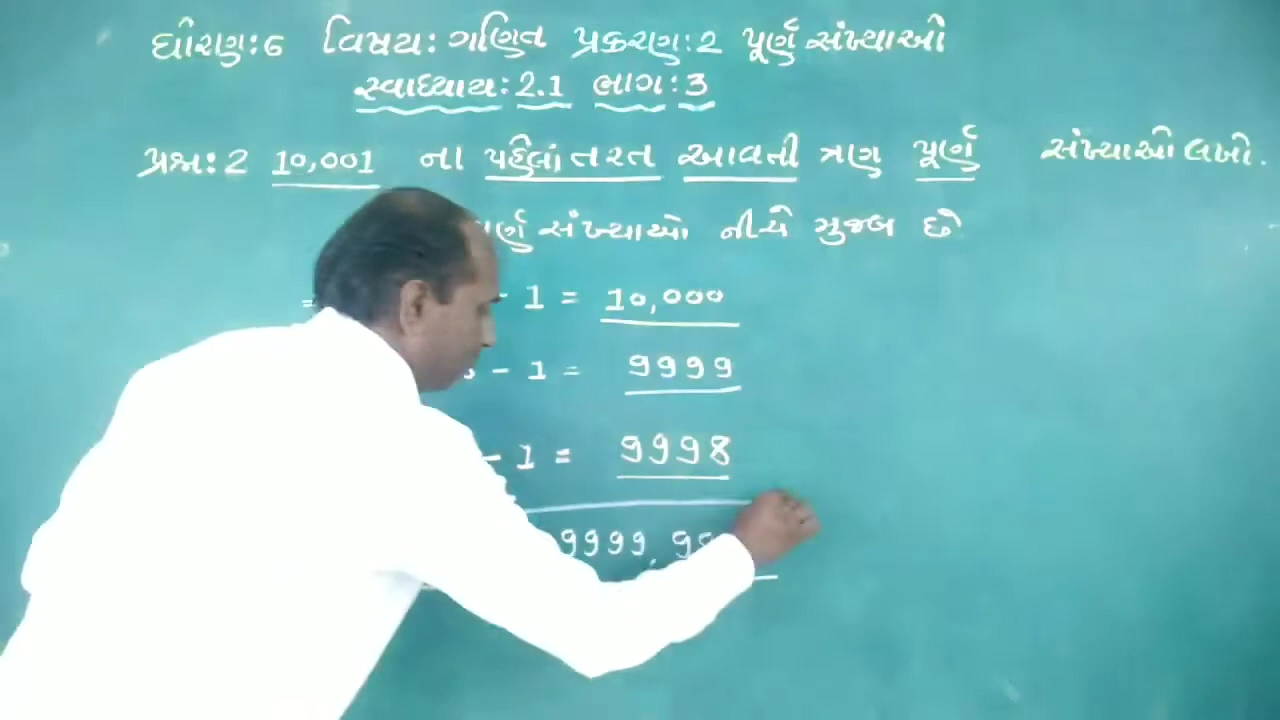 ધોરણ:૬ વિષય: ગણિત પ્રકરણ:2 પૂર્ણ સંખ્યાઓ
સ્વાધ્યાય: 2.1 ભાગ: 3
પ્રશ્ન: 2 10,001 ના પહેલાં તરત આવતી ત્રણ પૂર્ણ સંખ્યાઓ લખો.
સંખ્યાઓ નીચે મુજબ છે
= - 1 = 10,000
- 1 = 9999
- 1 = 9998
9999,